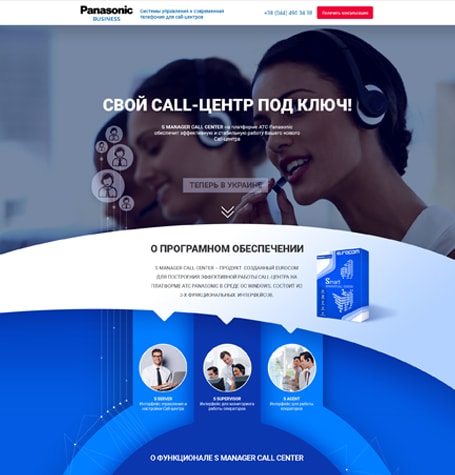 Panasonic
BUSINESS
Системы управления и современная
телефония для call-центров
+38 (044) 490 34 38
Получить консультацию
СВОЙ CALL-ЦЕНТР ПОД КЛЮЧ!
S MANAGER CALL CENTER на платформе АТС Panasonic
обеспечит эффективную и стабильную работу Вашего нового
Call-центра
ТЕПЕРЬ В УКРАИНЕ
О ПРОГРАМНОМ ОБЕСПЕЧЕНИИ
S MANAGER CALL CENTER – ПРОДУКТ СОЗДАННЫЙ EUROCOM
ДЛЯ ПОСТРОЕНИЯ ЭФФЕКТИВНОЙ РАБОТЫ CALL ЦЕНТРА НА
ПЛАТФОРМЕ АТС PANASONIC В СРЕДЕ ОС WINDOWS. СОСТОИТ ИЗ
3-Х ФУНКЦИОНАЛЬНЫХ ИНТЕРФЕЙСОВ.
eurocom
Smart
S SERVER
Интерфейс управления и
настройки Call-центра
S SUPERVISOR
Интерфейс для мониторинга
работы операторов
S AGENT
Интерфейс для работы
операторов
О ФУНКЦИОНАЛЕ S MANAGER CALL CENTER